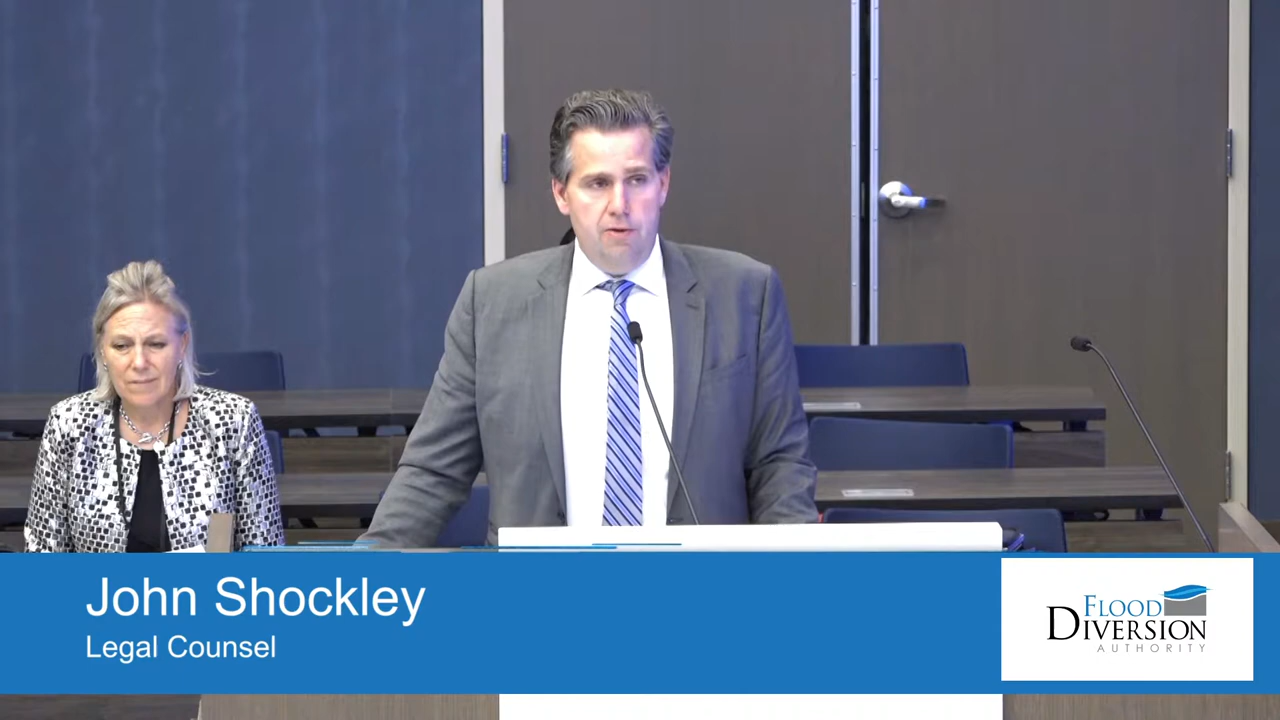 John Shockley
Legal Counsel
FLOOD
DIVERSION
AUTHORITY